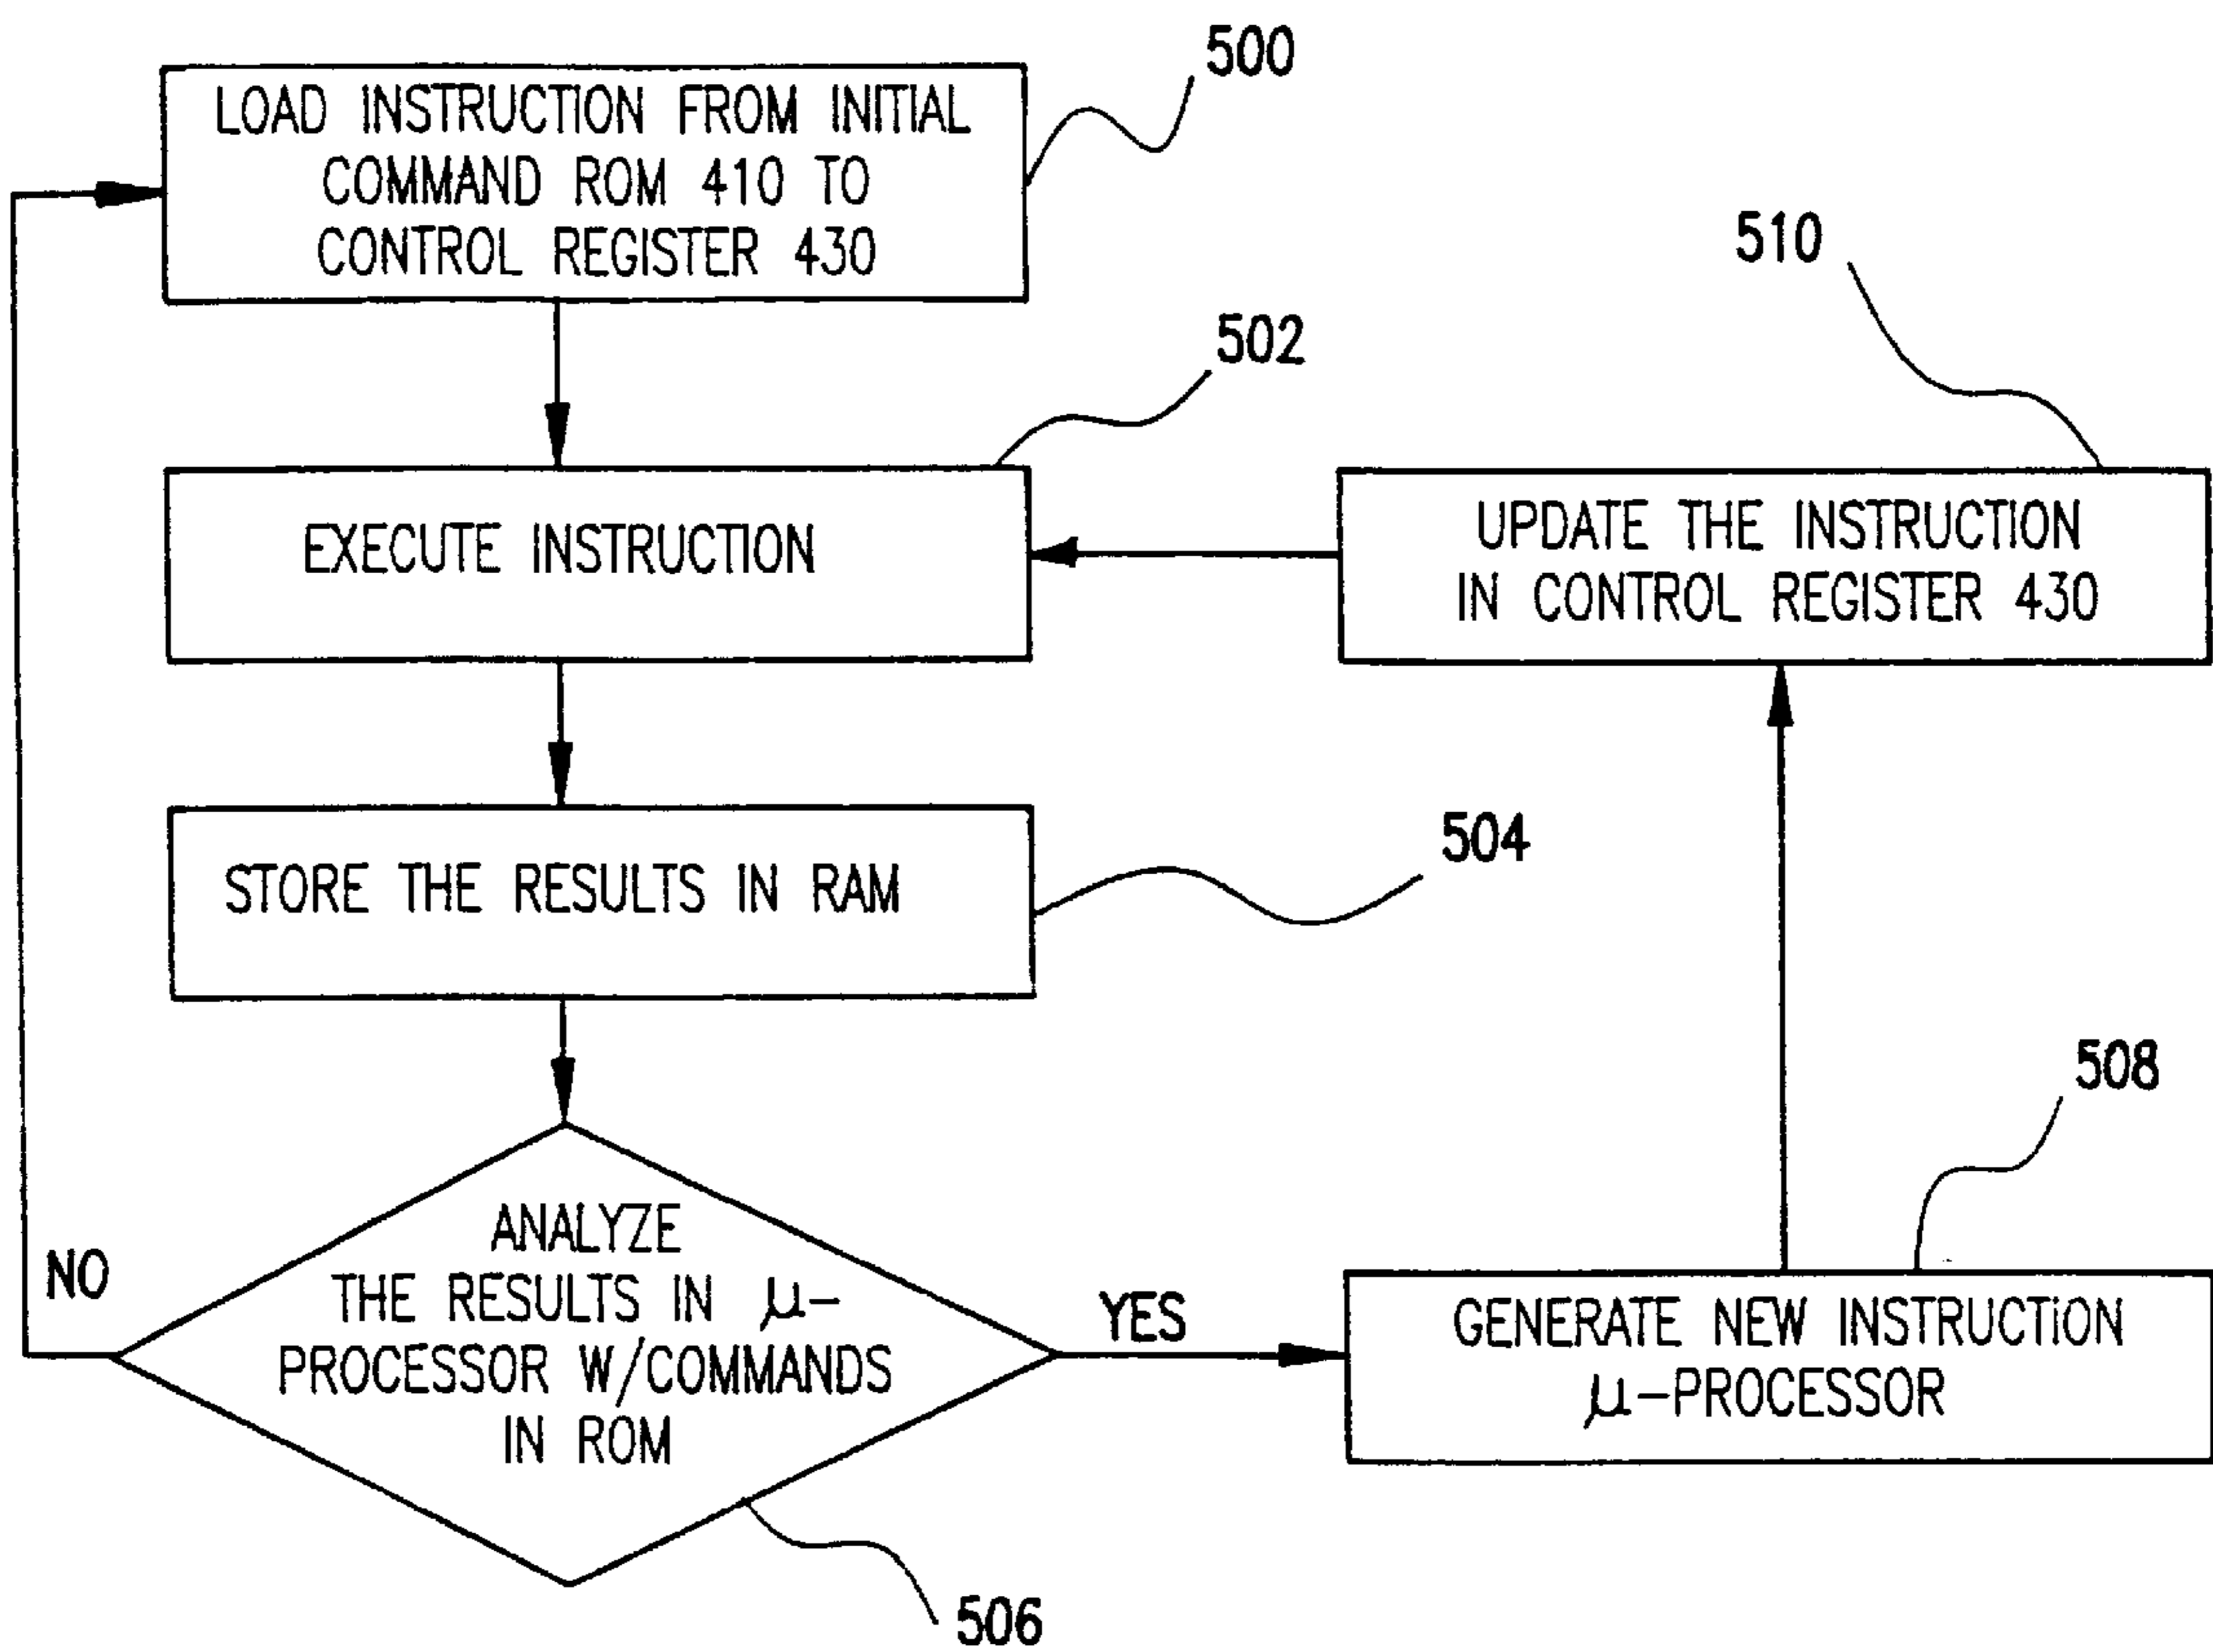 500
LOAD INSTRUCTION FROM INITIAL
COMMAND ROM 410 TO
CONTROL REGISTER 430
502
EXECUTE INSTRUCTION
510
UPDATE THE INSTRUCTION
IN CONTROL REGISTER 430
504
STORE THE RESULTS IN RAM
ANALYZE
THE RESULTS IN μ-
PROCESSOR W/COMMANDS
IN ROM
NO
YES
506
508
GENERATE NEW INSTRUCTiON
μ-PROCESSOR